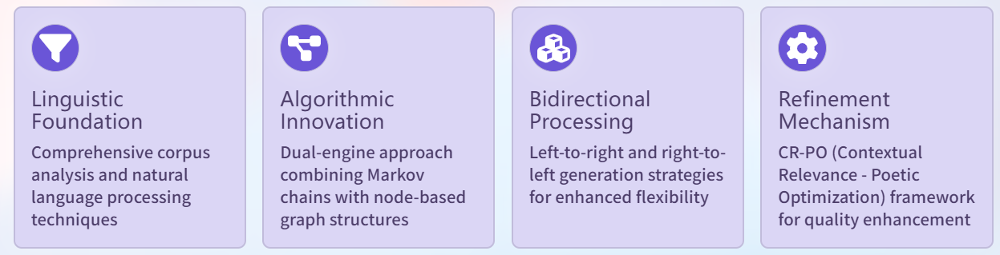 Linguistic
Foundation
Comprehensive corpus
analysis and natural
language processing
techniques
Algorithmic
Innovation
Dual-engine approach
combining Markov
chains with node-based
graph structures
Bidirectional
Processing
Left-to-right and right-to-
left generation strategies
for enhanced flexibility
Refinement
Mechanism
CR-PO (Contextual
Relevance - Poetic
Optimization) framework
for quality enhancement